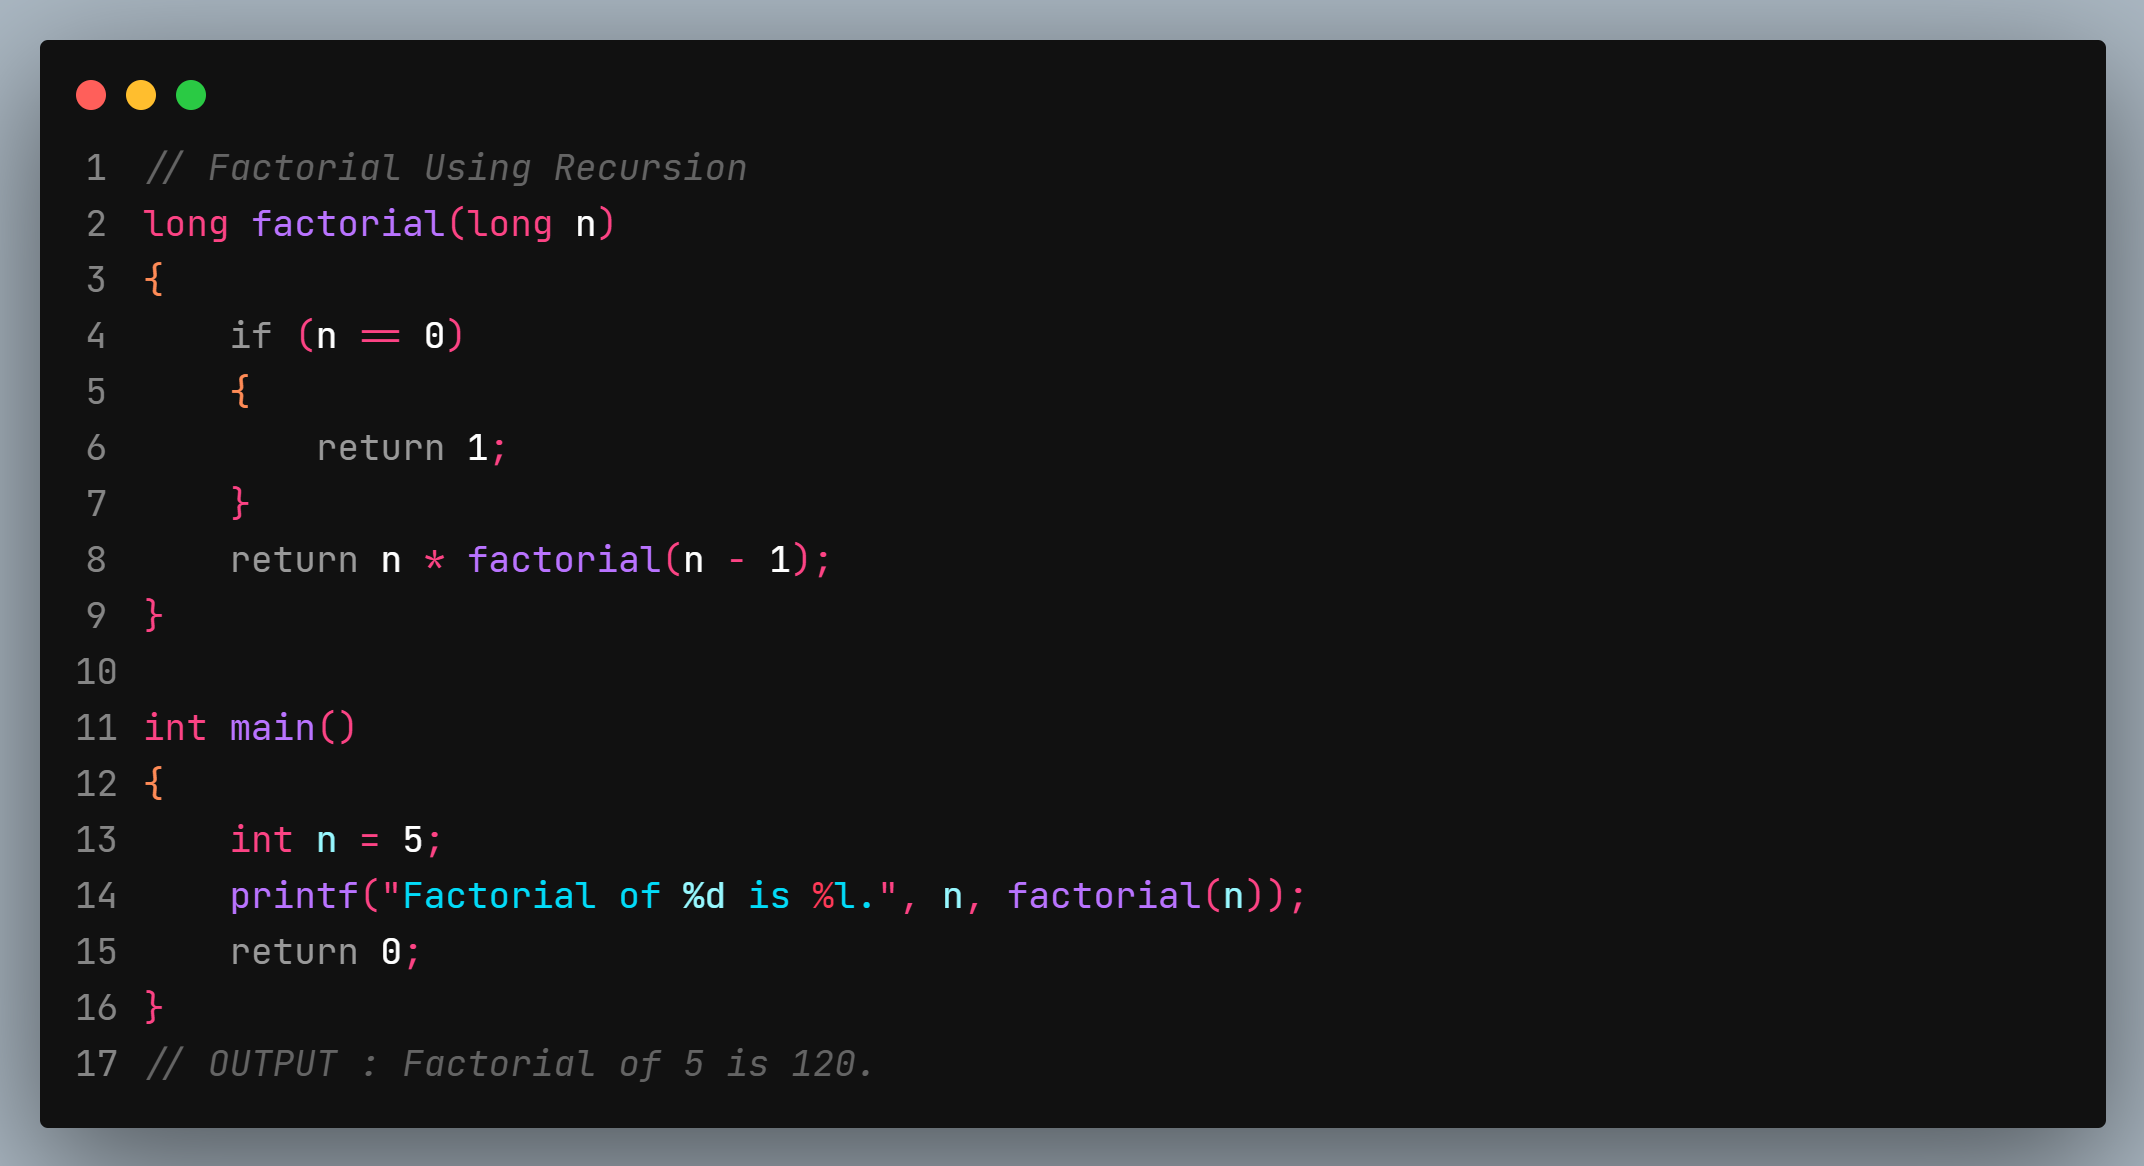 1 // Factorial Using Recursion
2 long factorial(long n)
3 {
4     if (n == 0)
5     {
6         return 1;
7     }
8     return n * factorial(n - 1);
9 }
10
11 int main()
12 {
13     int n = 5;
14     printf("Factorial of %d is %l.", n, factorial(n));
15     return 0;
16 }
17 // OUTPUT : Factorial of 5 is 120.